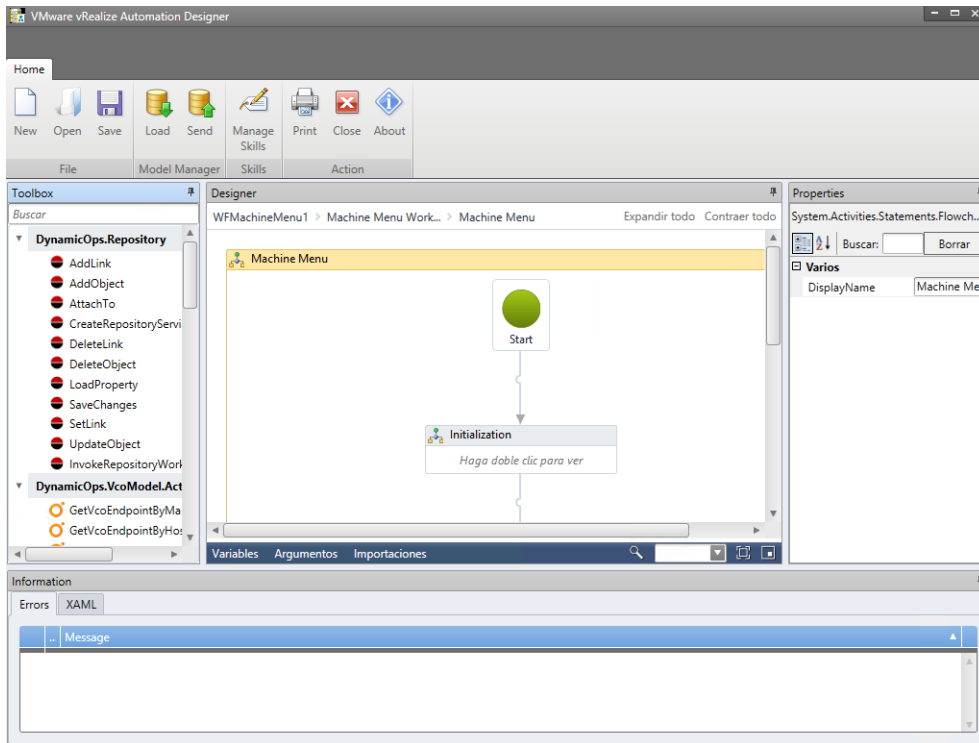 VMware vRealize Automation Designer
Home
New Open Save Load Send Manage Skills Print Close About
File Model Manager Skills Action
Toolbox
Buscar
DynamicOps.Repository
AddLink
AddObject
AttachTo
CreateRepositoryServi
DeleteLink
DeleteObject
LoadProperty
SaveChanges
SetLink
UpdateObject
InvokeRepositoryWork
DynamicOps.VcoModel.Act
GetVcoEndpointByMa
GetVcoEndpointByHos
Designer
WFMachineMenu1 > Machine Menu Work... > Machine Menu Expandir todo Contraer todo
Machine Menu
Start
Initialization
Haga doble clic para ver
Variables Argumentos Importaciones
Properties
System.Activities.Statements.Flowch...
Buscar: Borrar
Varios
DisplayName Machine Me
Information
Errors XAML
.. Message